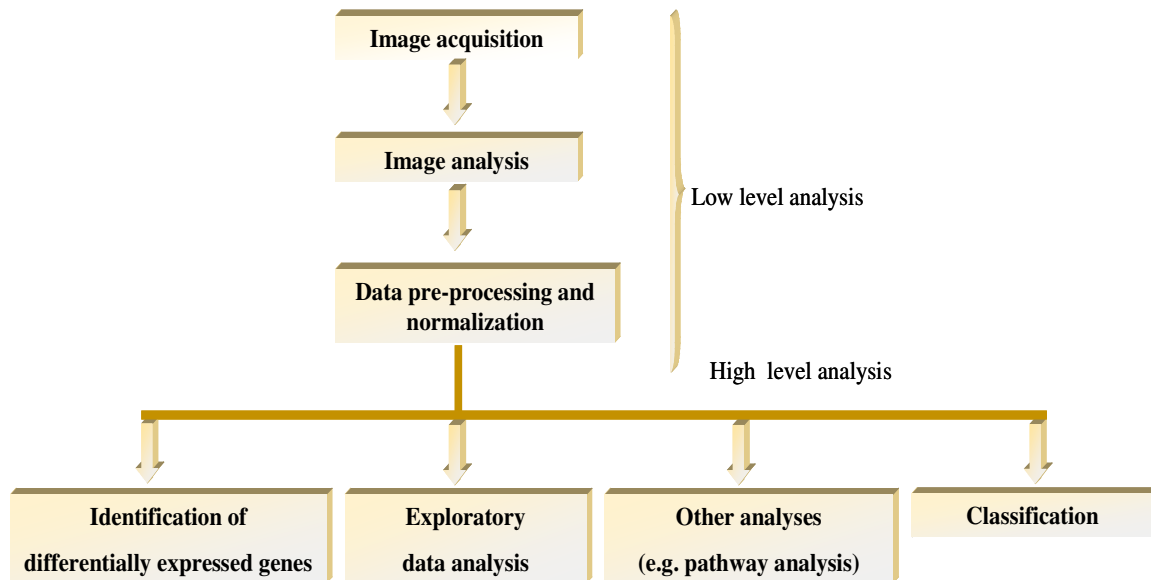 Image acquisition
Image analysis
Low level analysis
Data pre-processing and
normalization
High level analysis
Identification of
differentially expressed genes
Exploratory
data analysis
Other analyses
(e.g. pathway analysis)
Classification